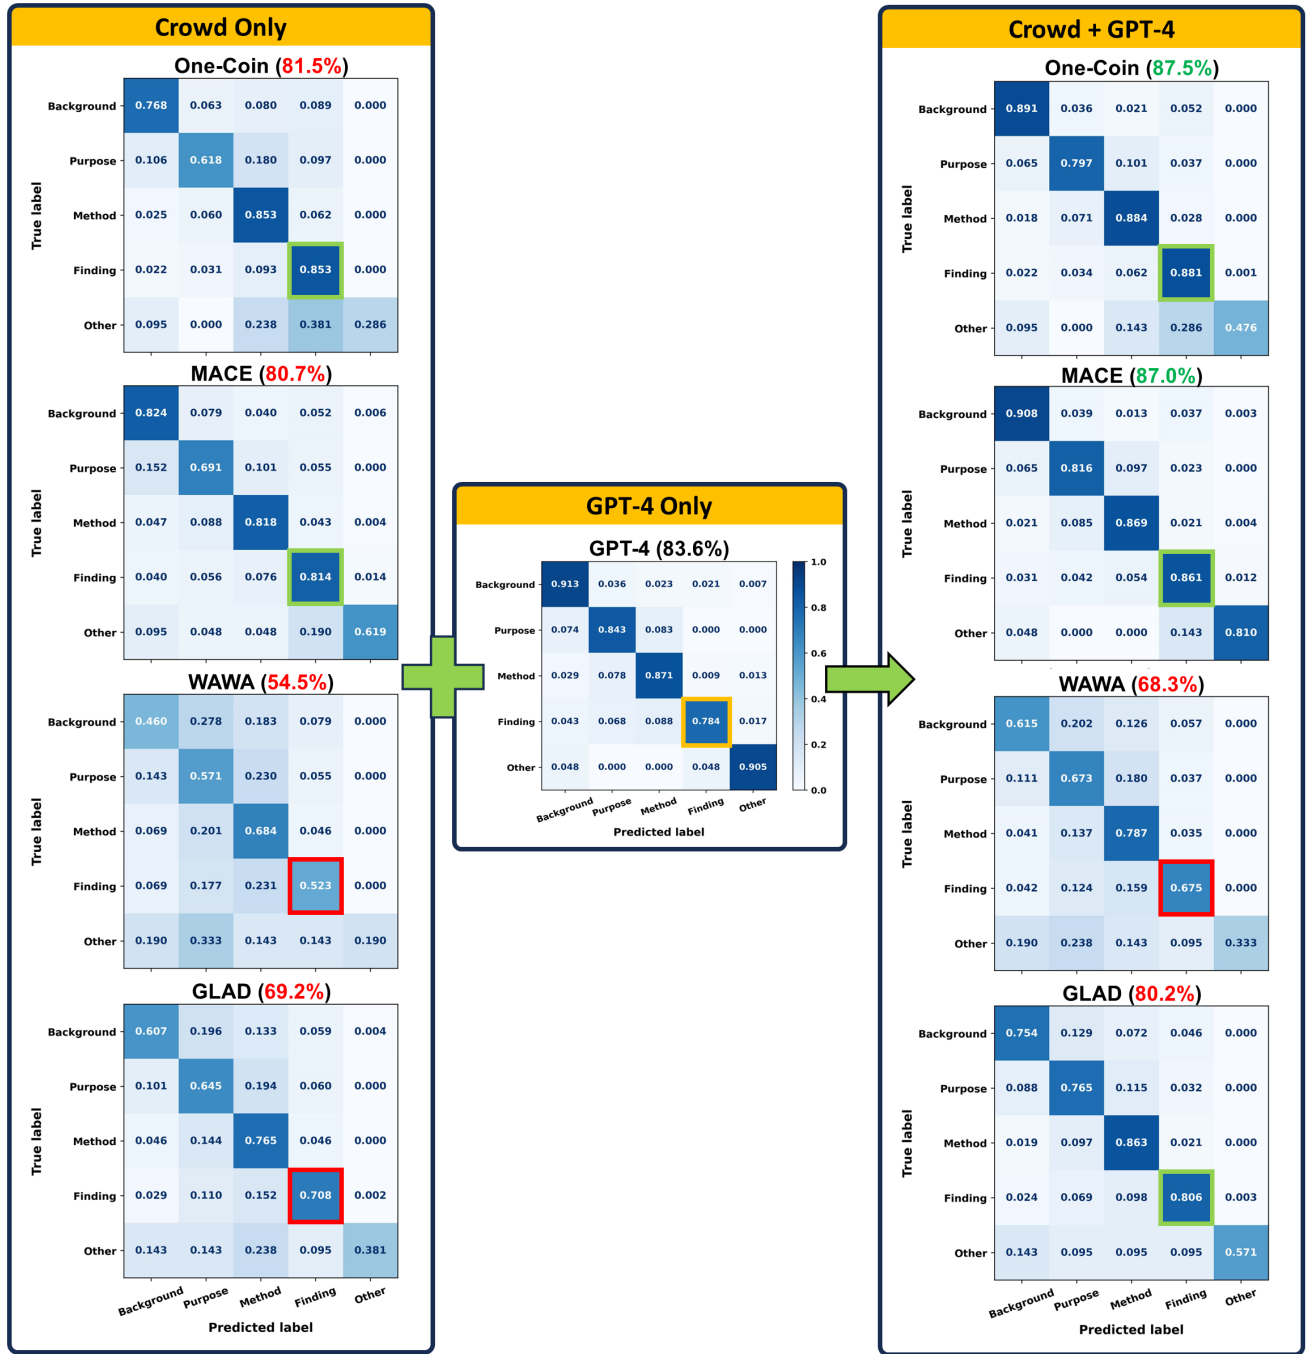 Crowd Only
One-Coin (81.5%)
True label
Background 0.768 0.063 0.080 0.089 0.000
Purpose 0.106 0.618 0.180 0.097 0.000
Method 0.025 0.060 0.853 0.062 0.000
Finding 0.022 0.031 0.093 0.853 0.000
Other 0.095 0.000 0.238 0.381 0.286
MACE (80.7%)
True label
Background 0.824 0.079 0.040 0.052 0.006
Purpose 0.152 0.691 0.101 0.055 0.000
Method 0.047 0.088 0.818 0.043 0.004
Finding 0.040 0.056 0.076 0.814 0.014
Other 0.095 0.048 0.048 0.190 0.619
WAWA (54.5%)
True label
Background 0.460 0.278 0.183 0.079 0.000
Purpose 0.143 0.571 0.230 0.055 0.000
Method 0.069 0.201 0.684 0.046 0.000
Finding 0.069 0.177 0.231 0.523 0.000
Other 0.190 0.333 0.143 0.143 0.190
GLAD (69.2%)
True label
Background 0.607 0.196 0.133 0.059 0.004
Purpose 0.101 0.645 0.194 0.060 0.000
Method 0.046 0.144 0.765 0.046 0.000
Finding 0.029 0.110 0.152 0.708 0.002
Other 0.143 0.143 0.238 0.095 0.381
Background Purpose Method Finding Other
Predicted label
GPT-4 Only
GPT-4 (83.6%)
Background 0.913 0.036 0.023 0.021 0.007
Purpose 0.074 0.843 0.083 0.000 0.000
Method 0.029 0.078 0.871 0.009 0.013
Finding 0.043 0.068 0.088 0.784 0.017
Other 0.048 0.000 0.000 0.048 0.905
Background Purpose Method Finding Other
Predicted label
1.0
0.8
0.6
0.4
0.2
0.0
Crowd + GPT-4
One-Coin (87.5%)
True label
Background 0.891 0.036 0.021 0.052 0.000
Purpose 0.065 0.797 0.101 0.037 0.000
Method 0.018 0.071 0.884 0.028 0.000
Finding 0.022 0.034 0.062 0.881 0.001
Other 0.095 0.000 0.143 0.286 0.476
MACE (87.0%)
True label
Background 0.908 0.039 0.013 0.037 0.003
Purpose 0.065 0.816 0.097 0.023 0.000
Method 0.021 0.085 0.869 0.021 0.004
Finding 0.031 0.042 0.054 0.861 0.012
Other 0.048 0.000 0.000 0.143 0.810
WAWA (68.3%)
True label
Background 0.615 0.202 0.126 0.057 0.000
Purpose 0.111 0.673 0.180 0.037 0.000
Method 0.041 0.137 0.787 0.035 0.000
Finding 0.042 0.124 0.159 0.675 0.000
Other 0.190 0.238 0.143 0.095 0.333
GLAD (80.2%)
True label
Background 0.754 0.129 0.072 0.046 0.000
Purpose 0.088 0.765 0.115 0.032 0.000
Method 0.019 0.097 0.863 0.021 0.000
Finding 0.024 0.069 0.098 0.806 0.003
Other 0.143 0.095 0.095 0.095 0.571
Background Purpose Method Finding Other
Predicted label